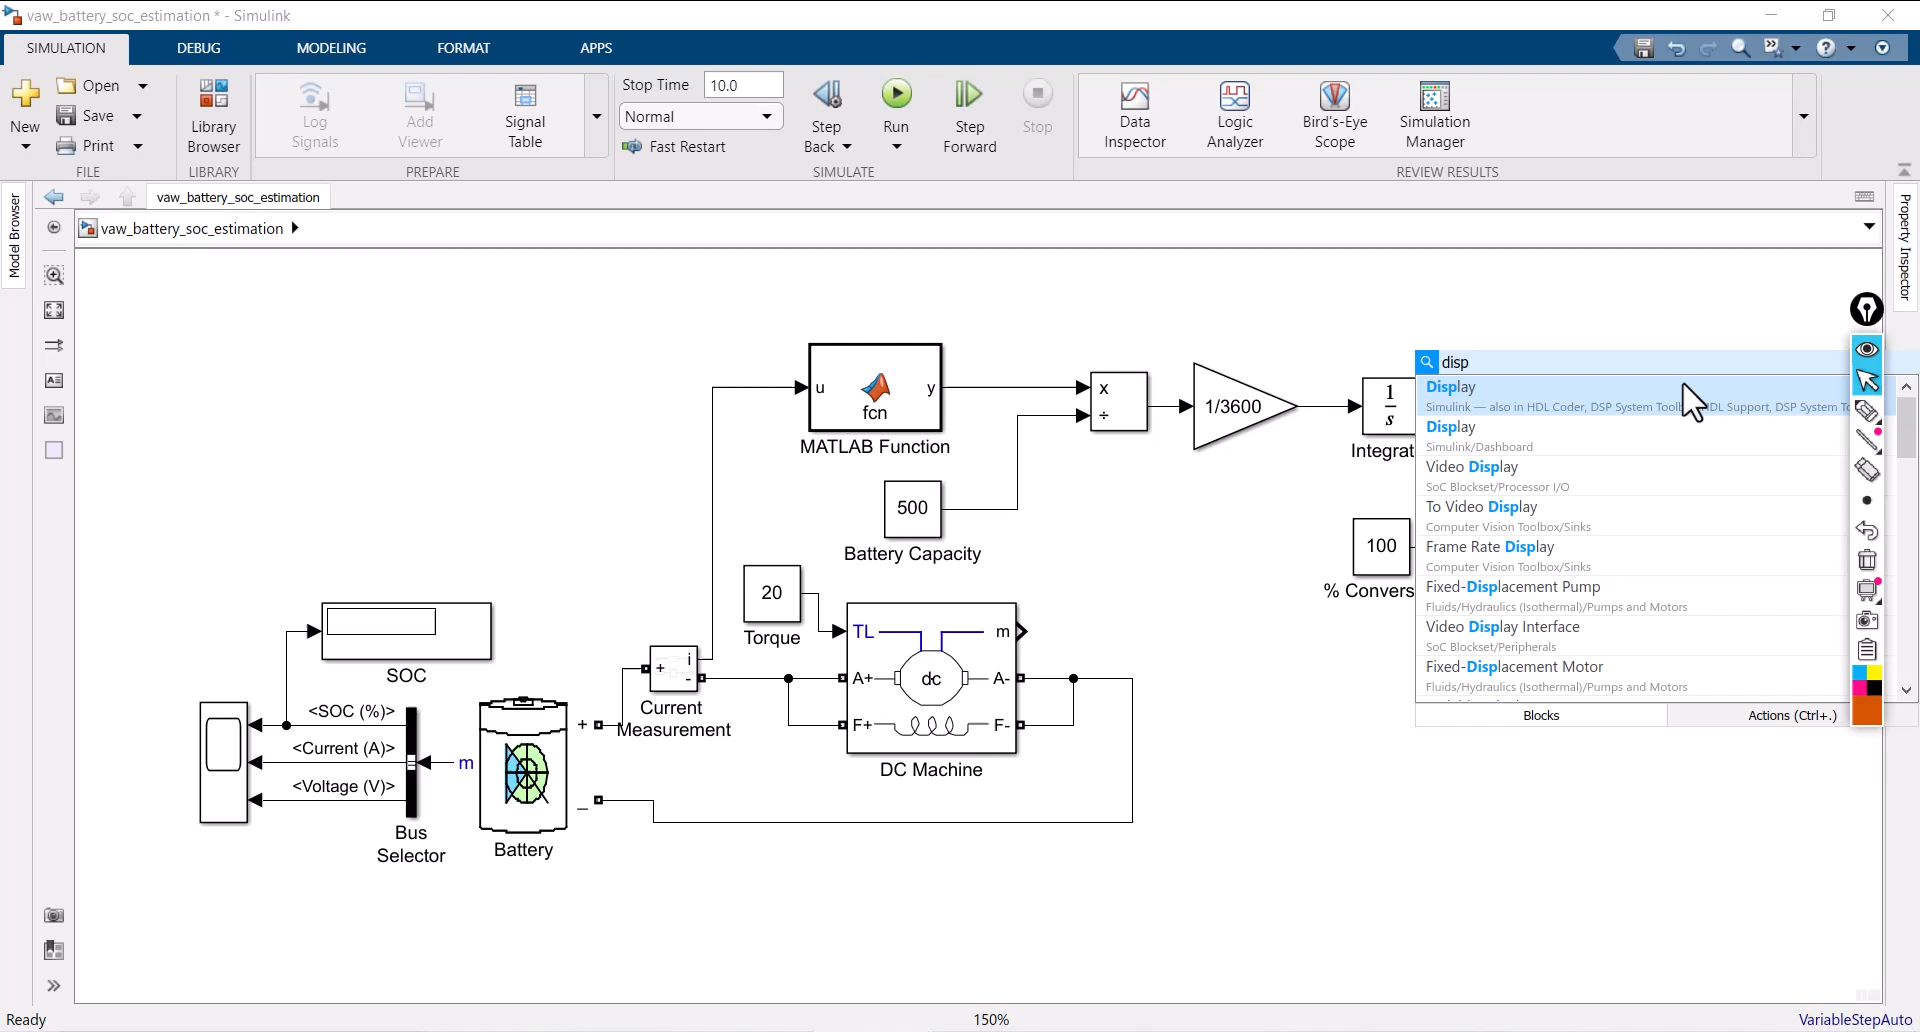 vaw_battery_soc_estimation * - Simulink
SIMULATION DEBUG MODELING FORMAT APPS
New
Open
Save
Print
FILE
Library
Browser
LIBRARY
Log
Signals
Add
Viewer
Signal
Table
PREPARE
Stop Time 10.0
Normal
Fast Restart
Step
Back
Run
Step
Forward
Stop
SIMULATE
Data
Inspector
Logic
Analyzer
Bird's-Eye
Scope
Simulation
Manager
REVIEW RESULTS
Model Browser
vaw_battery_soc_estimation
vaw_battery_soc_estimation
Property Inspector
u
fcn
y
MATLAB Function
x
÷
1/3600
1
s
Integrat
500
Battery Capacity
100
% Convers
20
Torque
SOC
+
i
-
Current
Measurement
TL
m
A+
dc
A-
F+
F-
DC Machine
<SOC (%)>
<Current (A)>
<Voltage (V)>
Bus
Selector
m
+
_
Battery
disp
Display
Simulink — also in HDL Coder, DSP System Toolb DL Support, DSP System To
Display
Simulink/Dashboard
Video Display
SoC Blockset/Processor I/O
To Video Display
Computer Vision Toolbox/Sinks
Frame Rate Display
Computer Vision Toolbox/Sinks
Fixed-Displacement Pump
Fluids/Hydraulics (Isothermal)/Pumps and Motors
Video Display Interface
SoC Blockset/Peripherals
Fixed-Displacement Motor
Fluids/Hydraulics (Isothermal)/Pumps and Motors
Blocks
Actions (Ctrl+.)
Ready
150%
VariableStepAuto